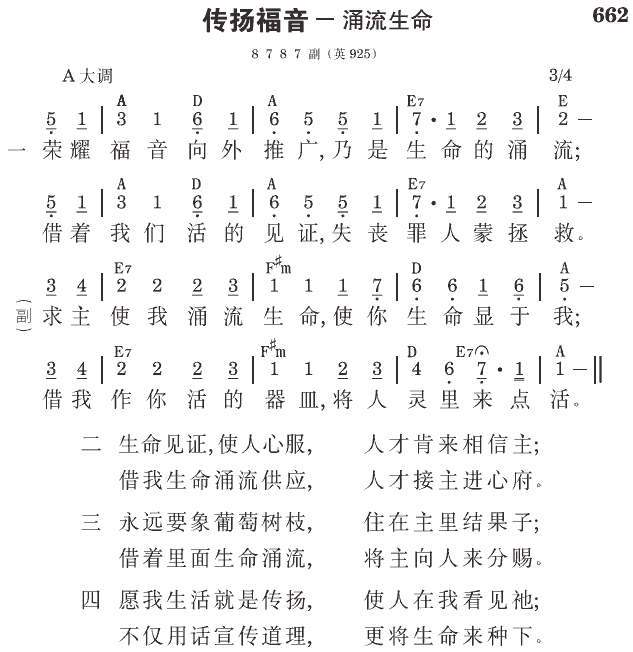 传扬福音 — 涌流生命 662
8 7 8 7 副 (英925)
A大调 3/4
A D A E7 E
5 1 | 3 1 6 1 | 6 5 5 1 | 7 · 1 2 3 | 2 —
一 荣耀 福音向外 推广,乃是 生命的涌 流;
A D A E7 A
5 1 | 3 1 6 1 | 6 5 5 1 | 7 · 1 2 3 | 1 —
借着 我们活的 见证,失丧 罪人蒙拯 救。
E7 F♯m D A
3 4 | 2 2 2 3 | 1 1 1 7 | 6 6 1 6 | 5 —
(副) 求主 使我涌流 生命,使你 生命显于 我;
E7 F♯m D E7 A
3 4 | 2 2 2 3 | 1 1 2 3 | 4 6 7 · 1 | 1 — ‖
借我 作你活的 器皿,将人 灵里来点 活。
二 生命见证,使人心服, 人才肯来相信主;
借我生命涌流供应, 人才接主进心府。
三 永远要象葡萄树枝, 住在主里结果子;
借着里面生命涌流, 将主向人来分赐。
四 愿我生活就是传扬, 使人在我看见祂;
不仅用话宣传道理, 更将生命来种下。